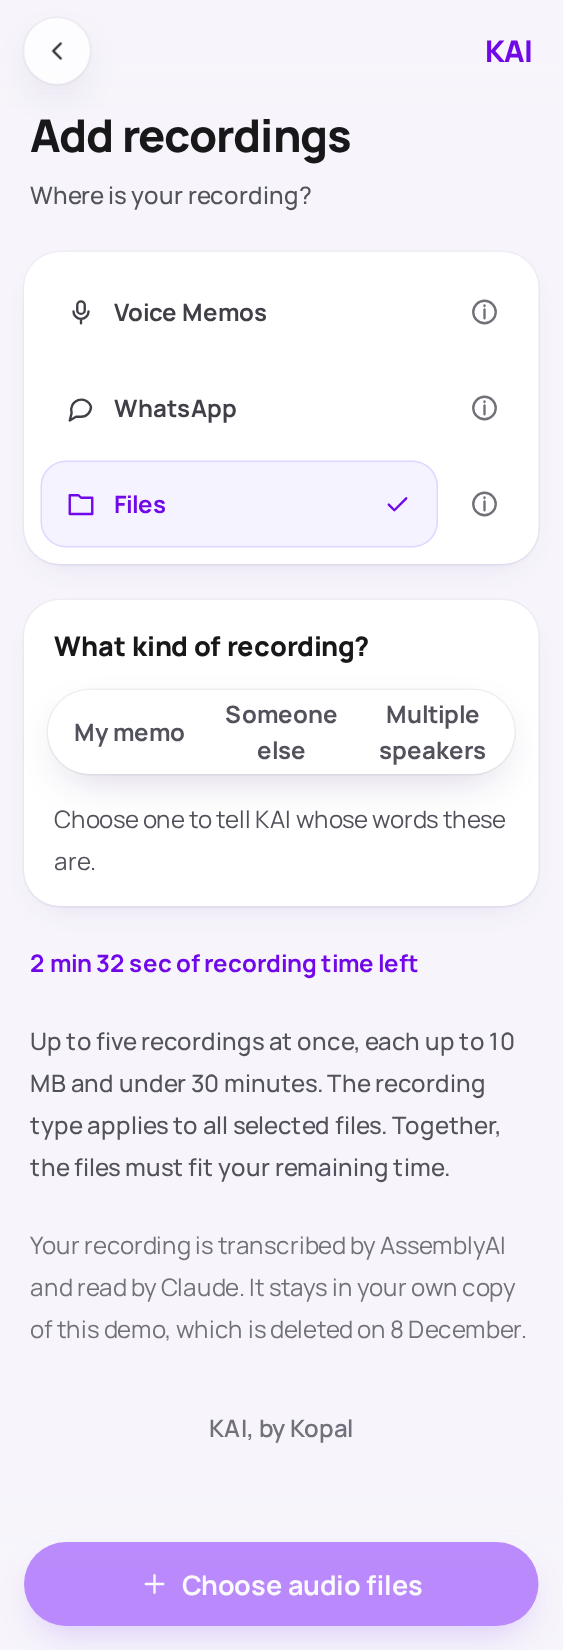 KAI
Add recordings
Where is your recording?
Voice Memos
WhatsApp
Files
What kind of recording?
My memo
Someone
else
Multiple
speakers
Choose one to tell KAI whose words these
are.
2 min 32 sec of recording time left
Up to five recordings at once, each up to 10
MB and under 30 minutes. The recording
type applies to all selected files. Together,
the files must fit your remaining time.
Your recording is transcribed by AssemblyAI
and read by Claude. It stays in your own copy
of this demo, which is deleted on 8 December.
KAI, by Kopal
Choose audio files